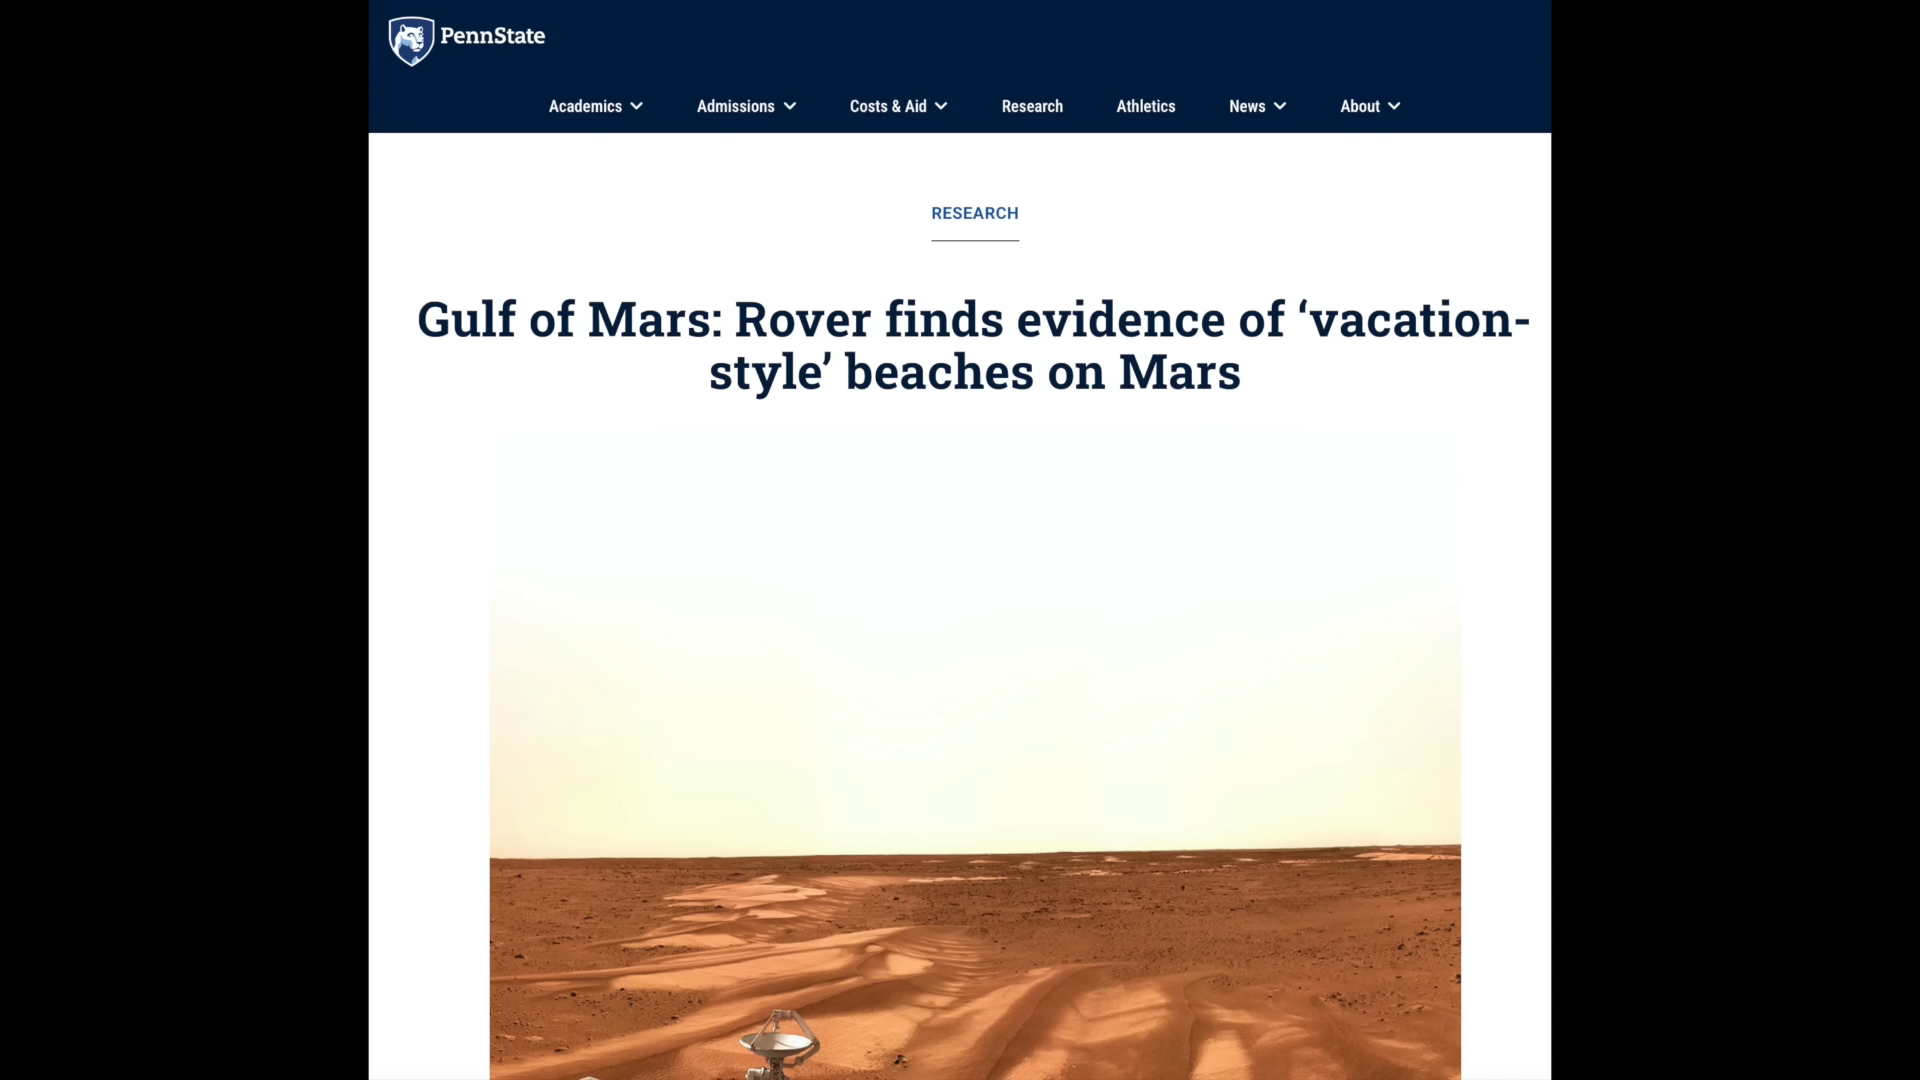 PennState
Academics
Admissions
Costs & Aid
Research
Athletics
News
About
RESEARCH
Gulf of Mars: Rover finds evidence of ‘vacation-
style’ beaches on Mars